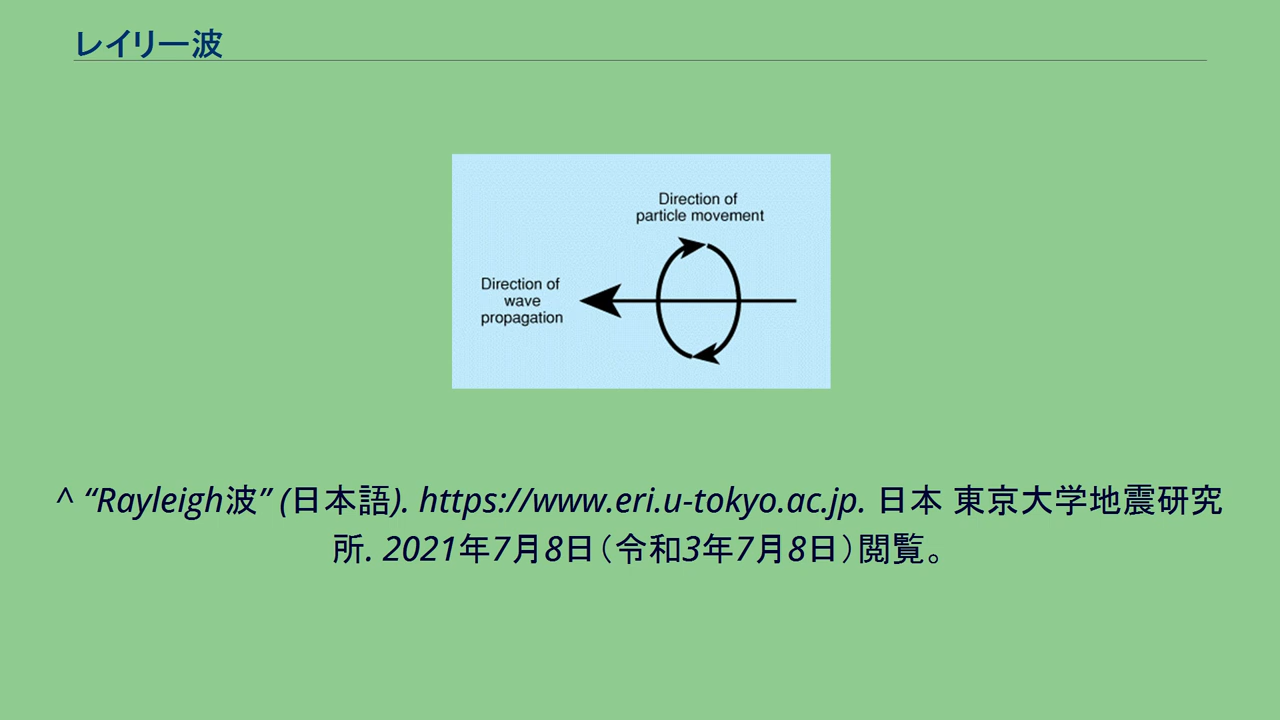 レイリー波
Direction of
particle movement
Direction of
wave
propagation
^ “Rayleigh波” (日本語). https://www.eri.u-tokyo.ac.jp. 日本 東京大学地震研究
所. 2021年7月8日（令和3年7月8日）閲覧。